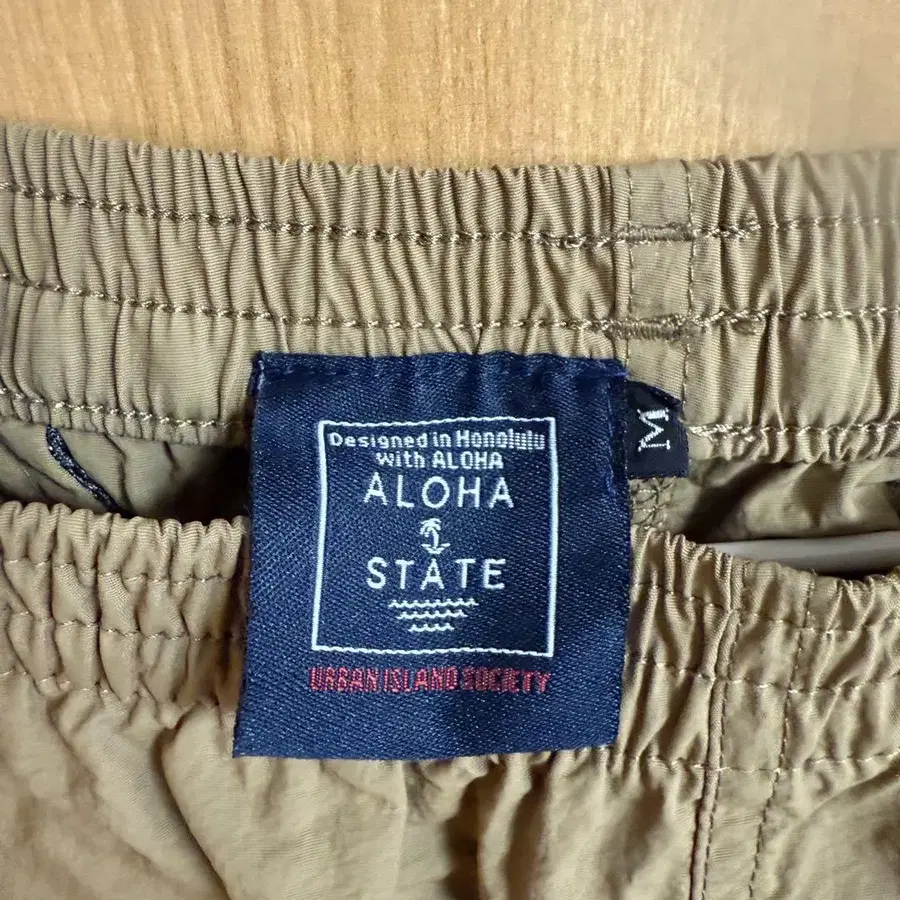 Designed in Honolulu
with ALOHA
ALOHA
STATE
URBAN ISLAND SOCIETY
M